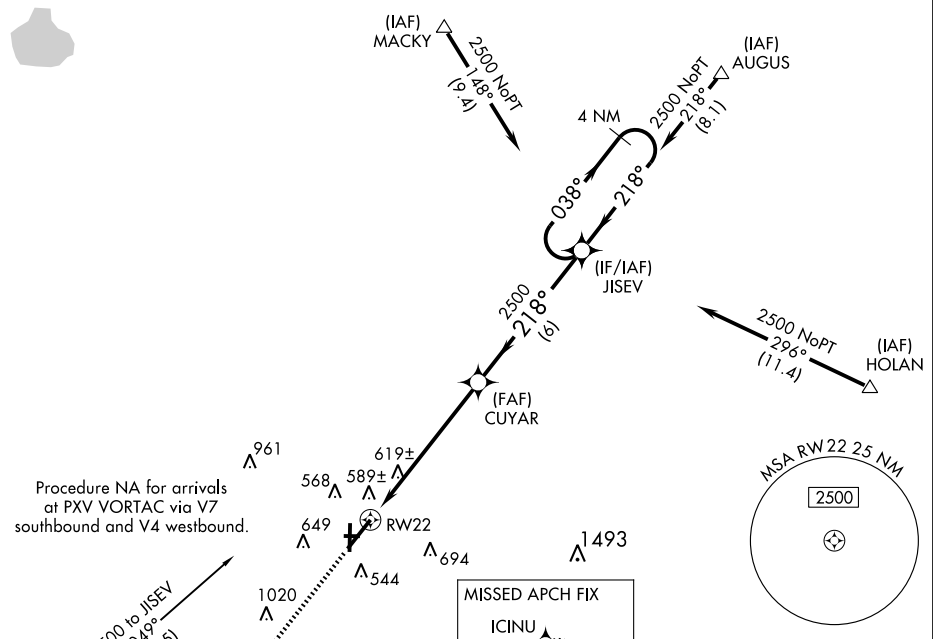 (IAF)
MACKY
2500 NoPT
148°
(9.4)
(IAF)
AUGUS
2500 NoPT
218°
(8.1)
4 NM
038°
218°
(IF/IAF)
JISEV
2500
218°
(6)
2500 NoPT
296°
(11.4)
(IAF)
HOLAN
(FAF)
CUYAR
961
619±
568
589±
Procedure NA for arrivals
at PXV VORTAC via V7
southbound and V4 westbound.
649
RW22
694
1493
544
1020
MSA RW22 25 NM
2500
to JISEV
MISSED APCH FIX
ICINU